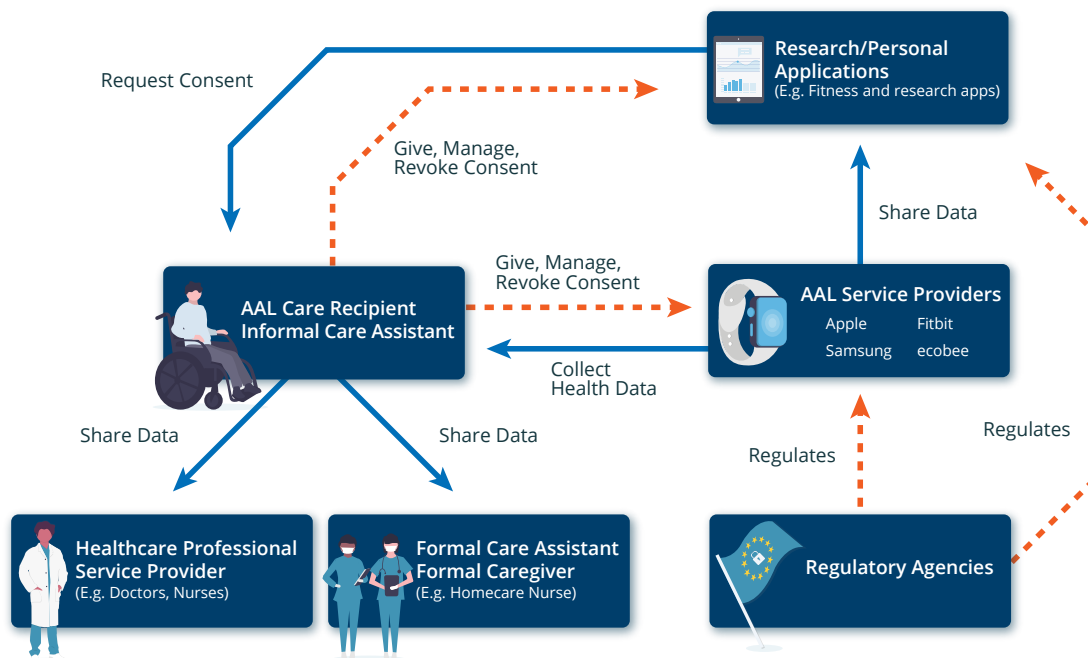 Research/Personal
Applications
(E.g. Fitness and research apps)
Request Consent
Give, Manage,
Revoke Consent
Share Data
Give, Manage,
Revoke Consent
AAL Care Recipient
Informal Care Assistant
AAL Service Providers
Apple Fitbit
Samsung ecobee
Collect
Health Data
Share Data
Share Data
Regulates
Regulates
Healthcare Professional
Service Provider
(E.g. Doctors, Nurses)
Formal Care Assistant
Formal Caregiver
(E.g. Homecare Nurse)
Regulatory Agencies